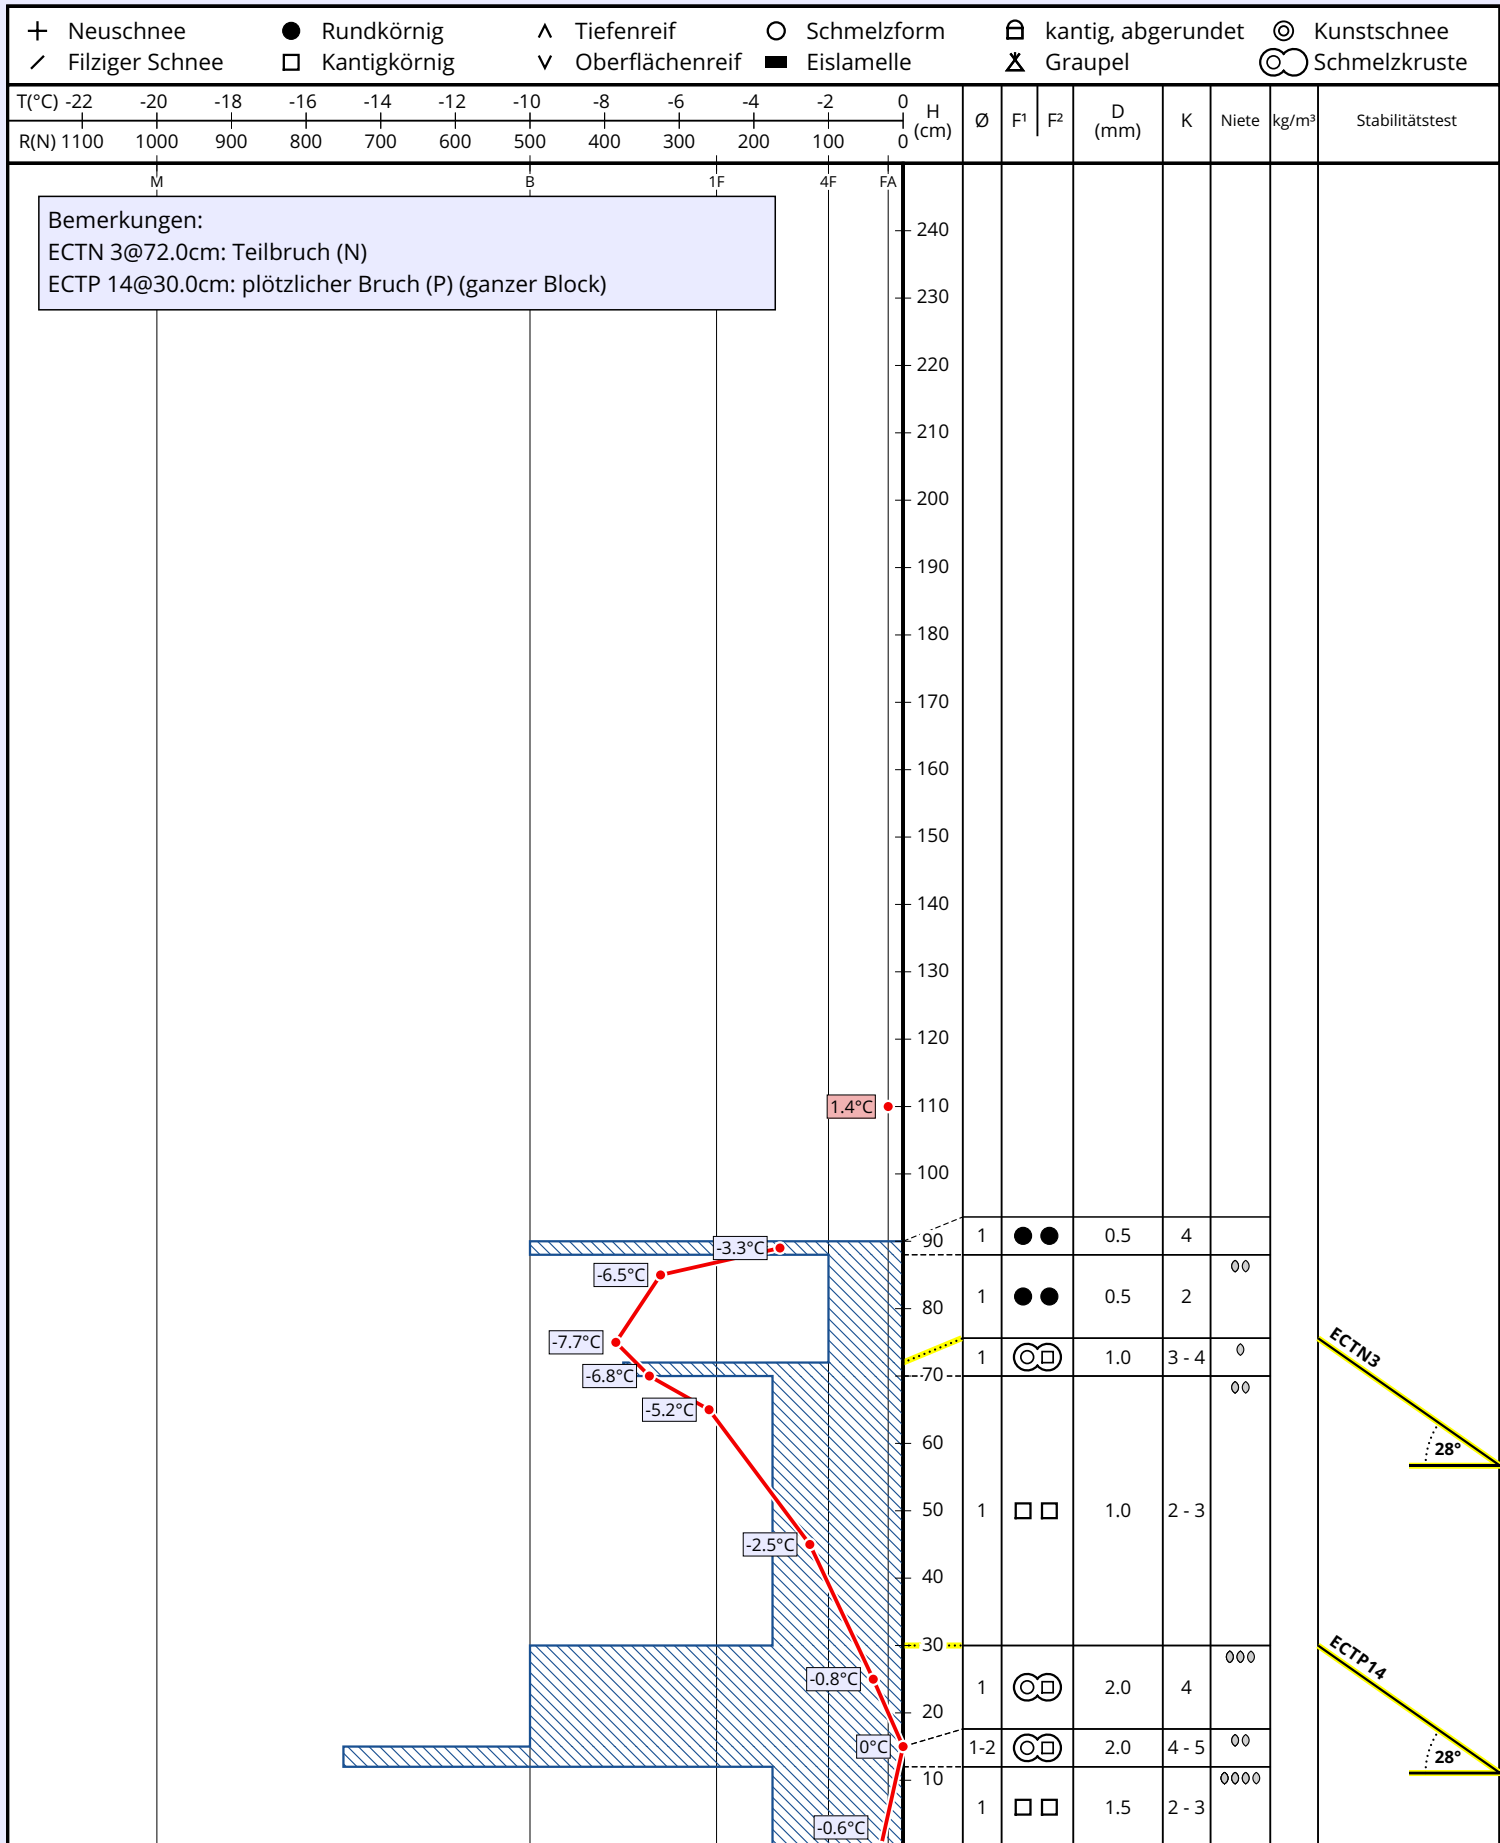 Neuschnee Rundkörnig Tiefenreif Schmelzform kantig, abgerundet Kunstschnee
Filziger Schnee Kantigkörnig Oberflächenreif Eislamelle Graupel Schmelzkruste
T(°C) -22 -20 -18 -16 -14 -12 -10 -8 -6 -4 -2 0
R(N) 1100 1000 900 800 700 600 500 400 300 200 100 0
H (cm) Ø F¹ F² D (mm) K Niete kg/m³ Stabilitätstest
M B 1F 4F FA
Bemerkungen:
ECTN 3@72.0cm: Teilbruch (N)
ECTP 14@30.0cm: plötzlicher Bruch (P) (ganzer Block)
240
230
220
210
200
190
180
170
160
150
140
130
120
1.4°C 110
100
90 1 0.5 4
-3.3°C
-6.5°C
80 1 0.5 2
-7.7°C
1 1.0 3 - 4
ECTN3
-6.8°C 70
-5.2°C
60
28°
50 1 1.0 2 - 3
-2.5°C
40
30
ECTP14
-0.8°C 1 2.0 4
20
0°C 1-2 2.0 4 - 5
28°
10
1 1.5 2 - 3
-0.6°C